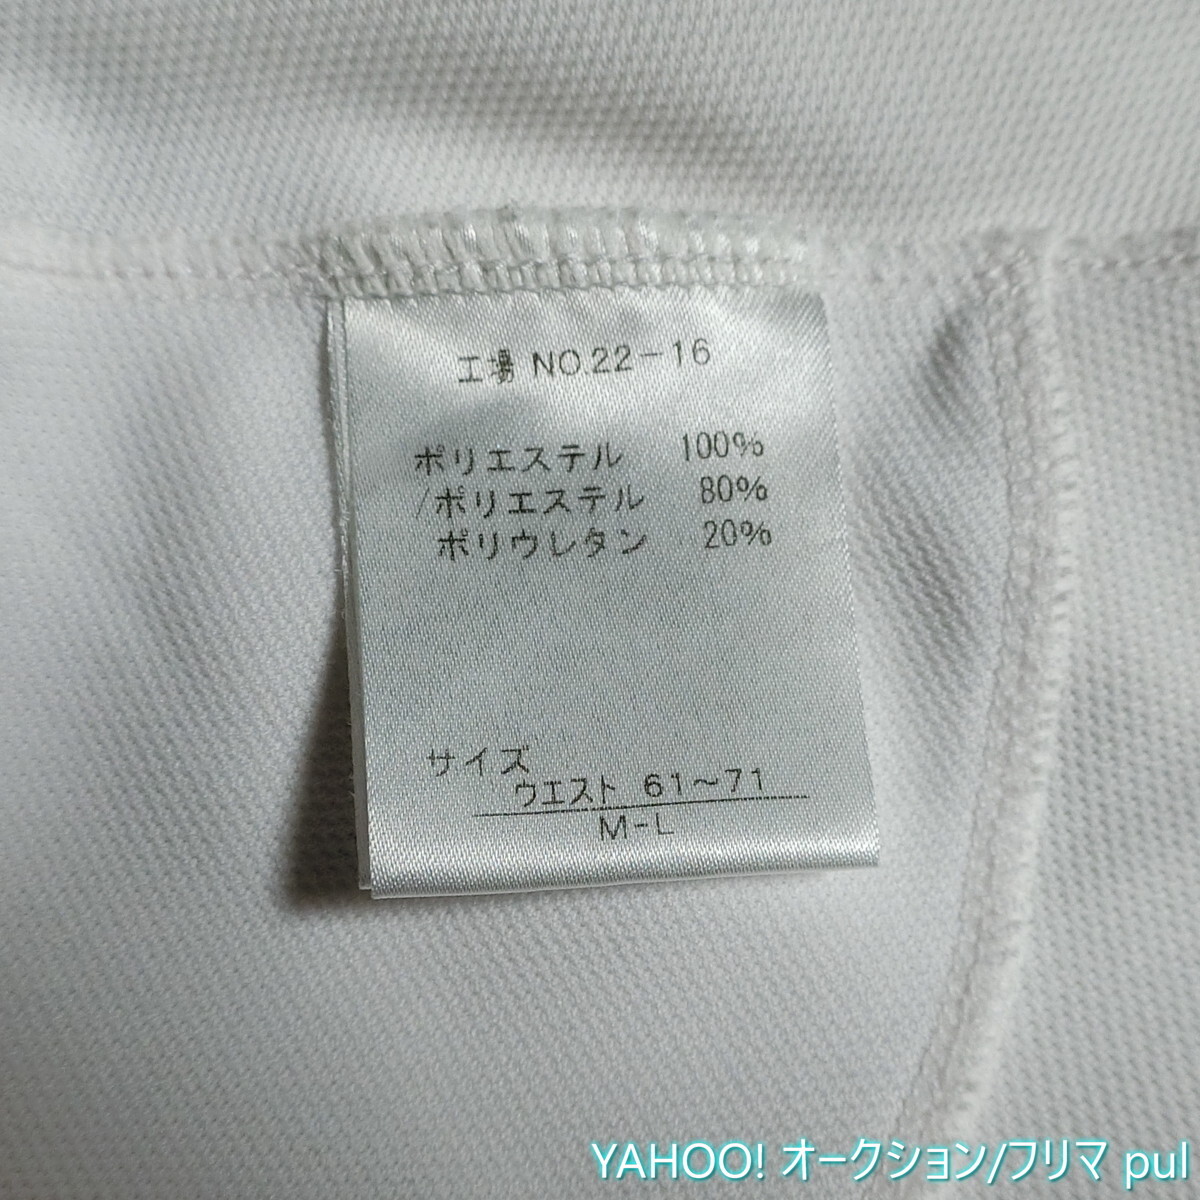 工場 NO.22-16
ポリエステル 100%
/ポリエステル 80%
ポリウレタン 20%
サイズ
ウエスト 61~71
M-L
YAHOO! オークション/フリマ pul